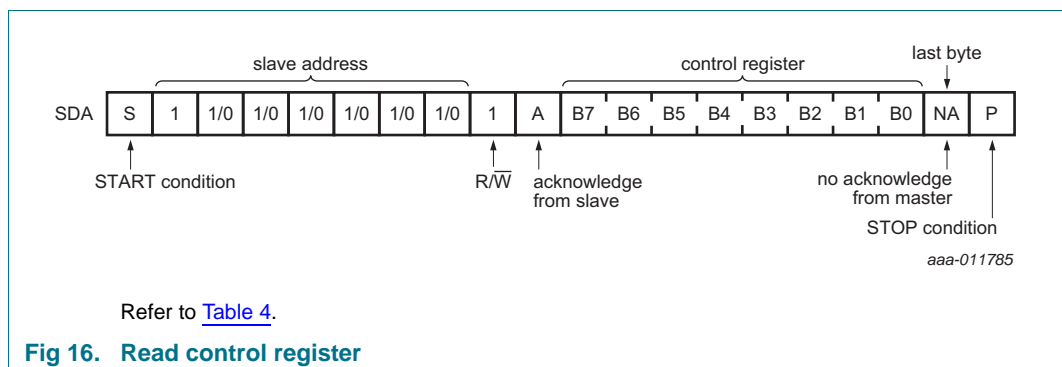 last byte
slave address
control register
SDA S 1 1/0 1/0 1/0 1/0 1/0 1/0 1 A B7 B6 B5 B4 B3 B2 B1 B0 NA P
START condition
R/W̅
acknowledge
from slave
no acknowledge
from master
STOP condition
aaa-011785
Refer to Table 4.
Fig 16. Read control register